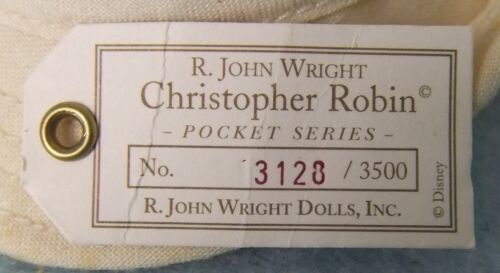 R. JOHN WRIGHT
Christopher Robin©
- POCKET SERIES -
No. 3128 / 3500
R. JOHN WRIGHT DOLLS, INC.
© Disney